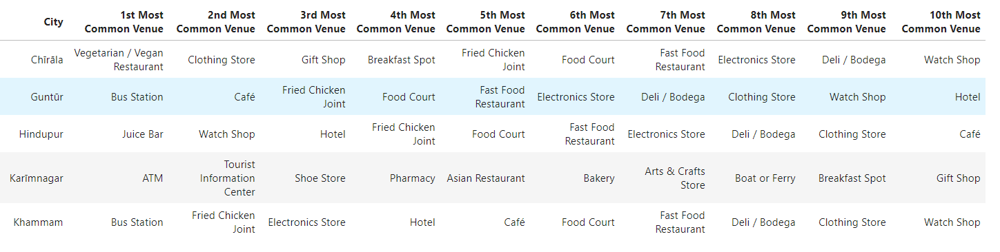 City 1st Most Common Venue 2nd Most Common Venue 3rd Most Common Venue 4th Most Common Venue 5th Most Common Venue 6th Most Common Venue 7th Most Common Venue 8th Most Common Venue 9th Most Common Venue 10th Most Common Venue
Chīrāla Vegetarian / Vegan Restaurant Clothing Store Gift Shop Breakfast Spot Fried Chicken Joint Food Court Fast Food Restaurant Electronics Store Deli / Bodega Watch Shop
Guntūr Bus Station Café Fried Chicken Joint Food Court Fast Food Restaurant Electronics Store Deli / Bodega Clothing Store Watch Shop Hotel
Hindupur Juice Bar Watch Shop Hotel Fried Chicken Joint Food Court Fast Food Restaurant Electronics Store Deli / Bodega Clothing Store Café
Karīmnagar ATM Tourist Information Center Shoe Store Pharmacy Asian Restaurant Bakery Arts & Crafts Store Boat or Ferry Breakfast Spot Gift Shop
Khammam Bus Station Fried Chicken Joint Electronics Store Hotel Café Food Court Fast Food Restaurant Deli / Bodega Clothing Store Watch Shop